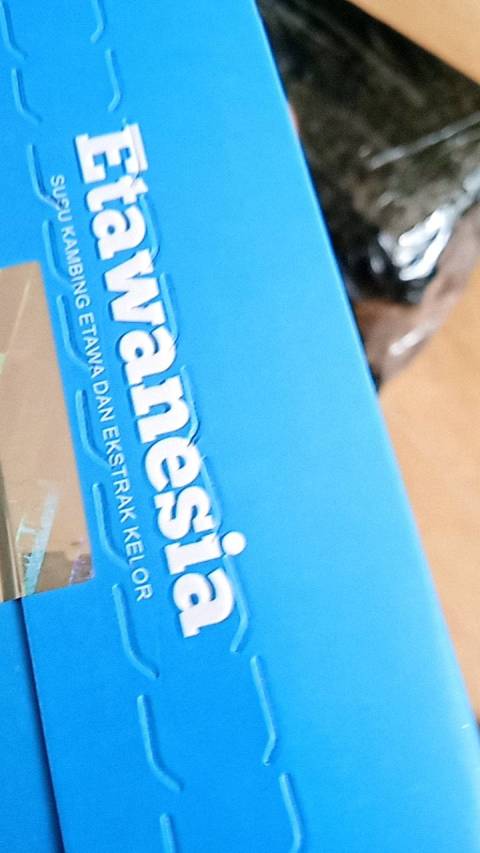 Etawanesia
SUSU KAMBING ETAWA DAN EKSTRAK KELOR